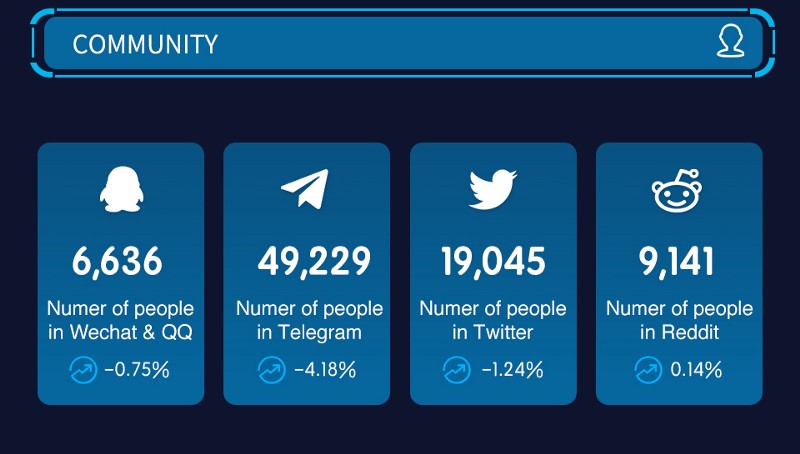 COMMUNITY
6,636
Numer of people
in Wechat & QQ
-0.75%
49,229
Numer of people
in Telegram
-4.18%
19,045
Numer of people
in Twitter
-1.24%
9,141
Numer of people
in Reddit
0.14%